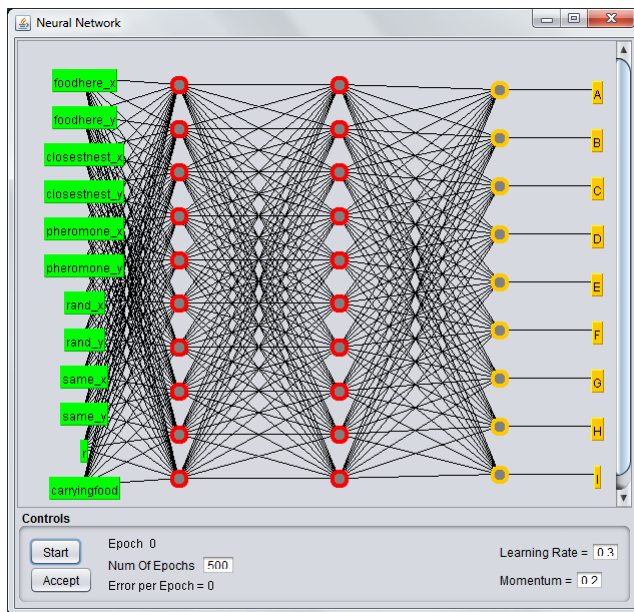 Neural Network
foodhere_x
foodhere_y
closestnest_x
closestnest_y
pheromone_x
pheromone_y
rand_x
rand_y
same_x
same_y
r
carryingfood
A
B
C
D
E
F
G
H
I
Controls
Start
Accept
Epoch 0
Num Of Epochs 500
Error per Epoch = 0
Learning Rate = 0.3
Momentum = 0.2